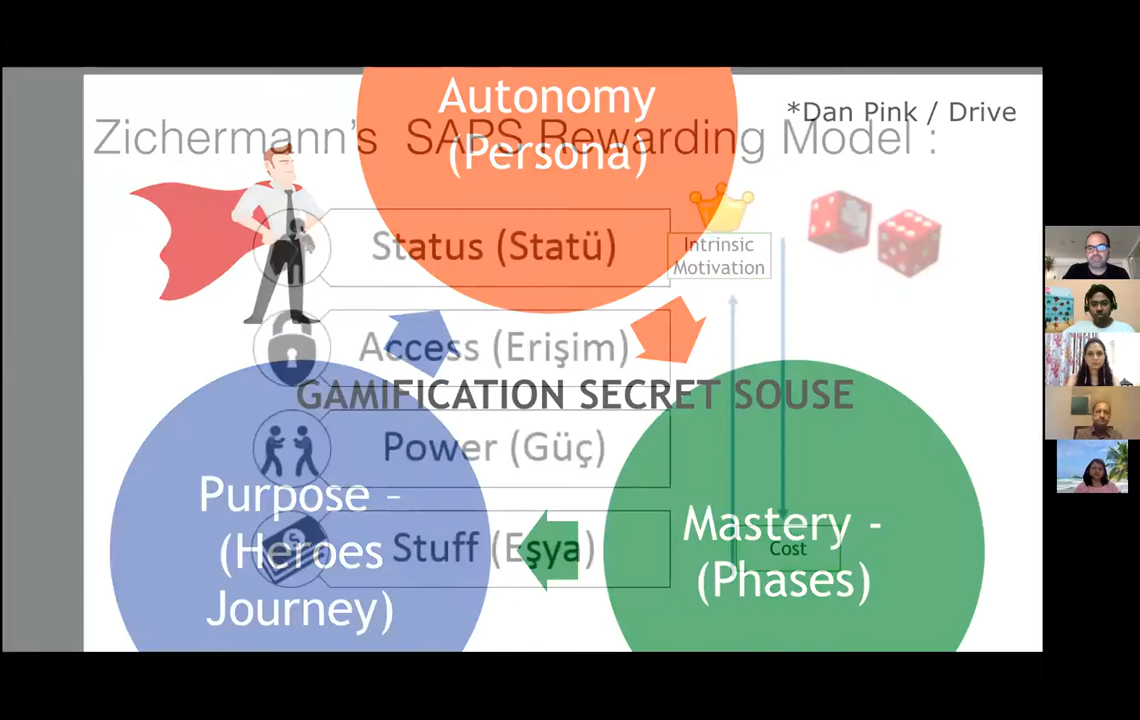 Autonomy
(Persona)
*Dan Pink / Drive
Zichermann's SAPS Rewarding Model :
Status (Statü)
Intrinsic
Motivation
Access (Erişim)
GAMIFICATION SECRET SOUSE
Power (Güç)
Purpose –
(Heroes
Journey)
Stuff (Eşya)
Mastery -
(Phases)
Cost